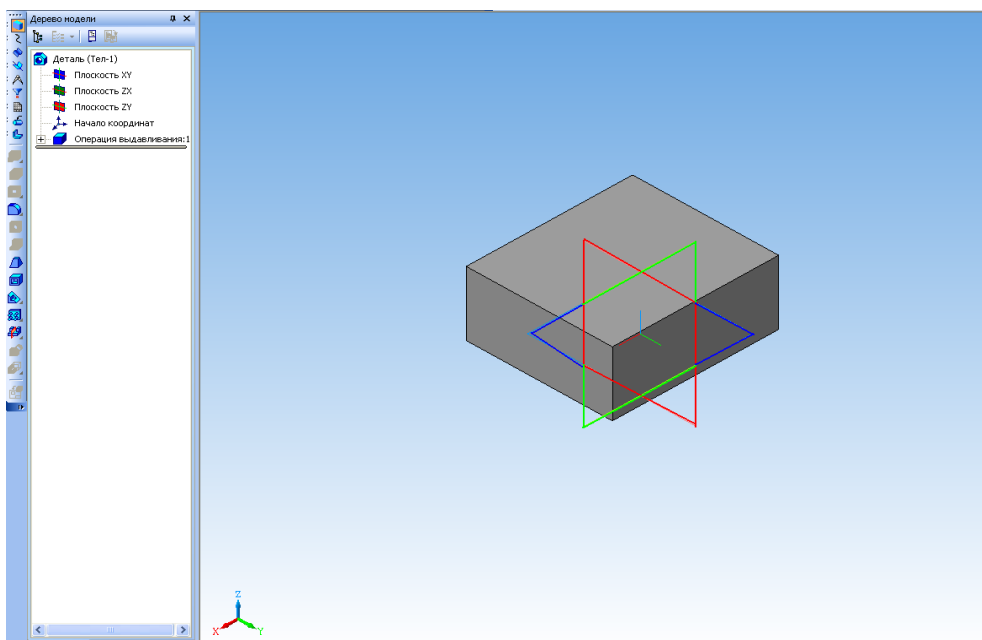 Дерево модели
Деталь (Тел-1)
Плоскость XY
Плоскость ZX
Плоскость ZY
Начало координат
Операция выдавливания:1
Z
X
Y